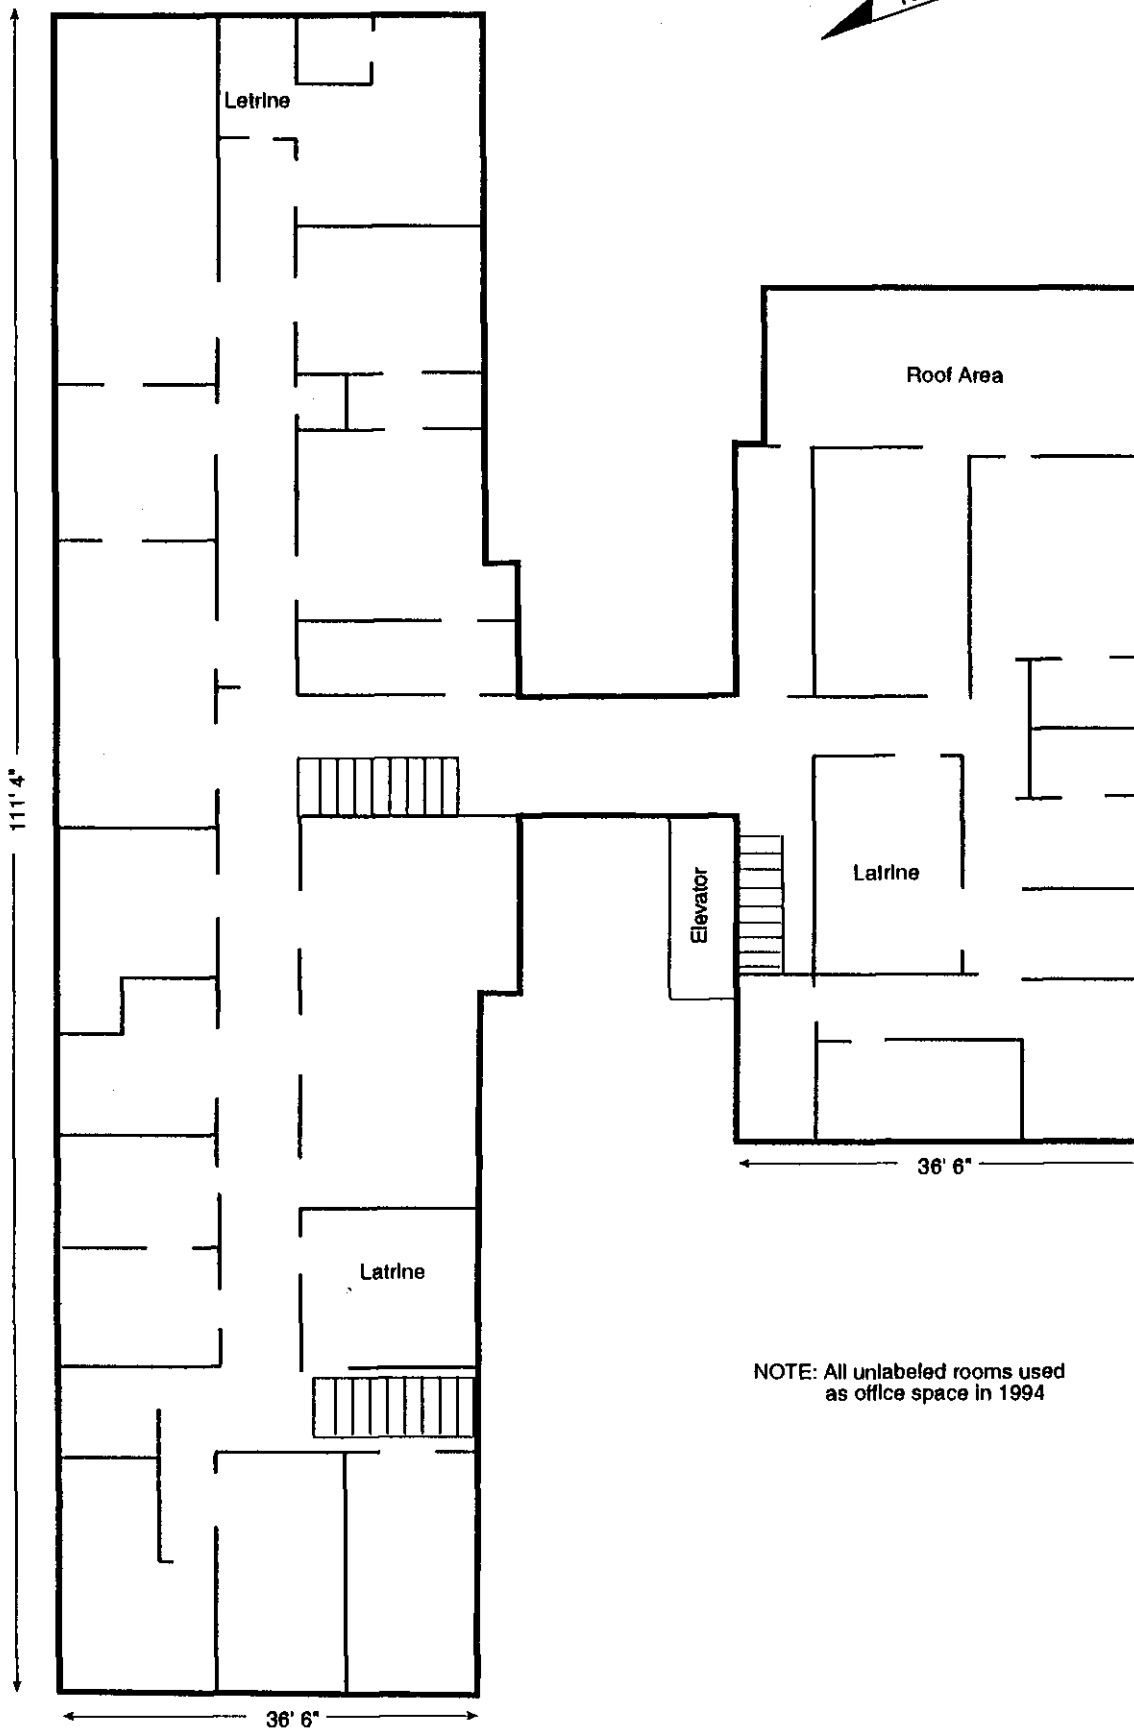 Letrine
Roof Area
111' 4"
Elevator
Latrine
36' 6"
Latrine
NOTE: All unlabeled rooms used
as office space in 1994
36' 6"